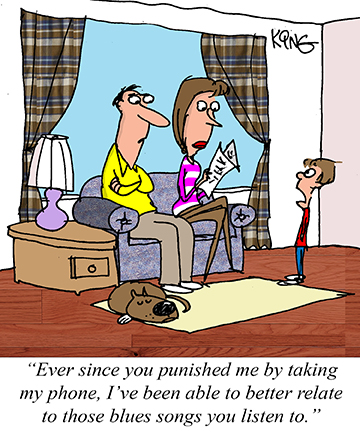 KING
“Ever since you punished me by taking
my phone, I’ve been able to better relate
to those blues songs you listen to.”